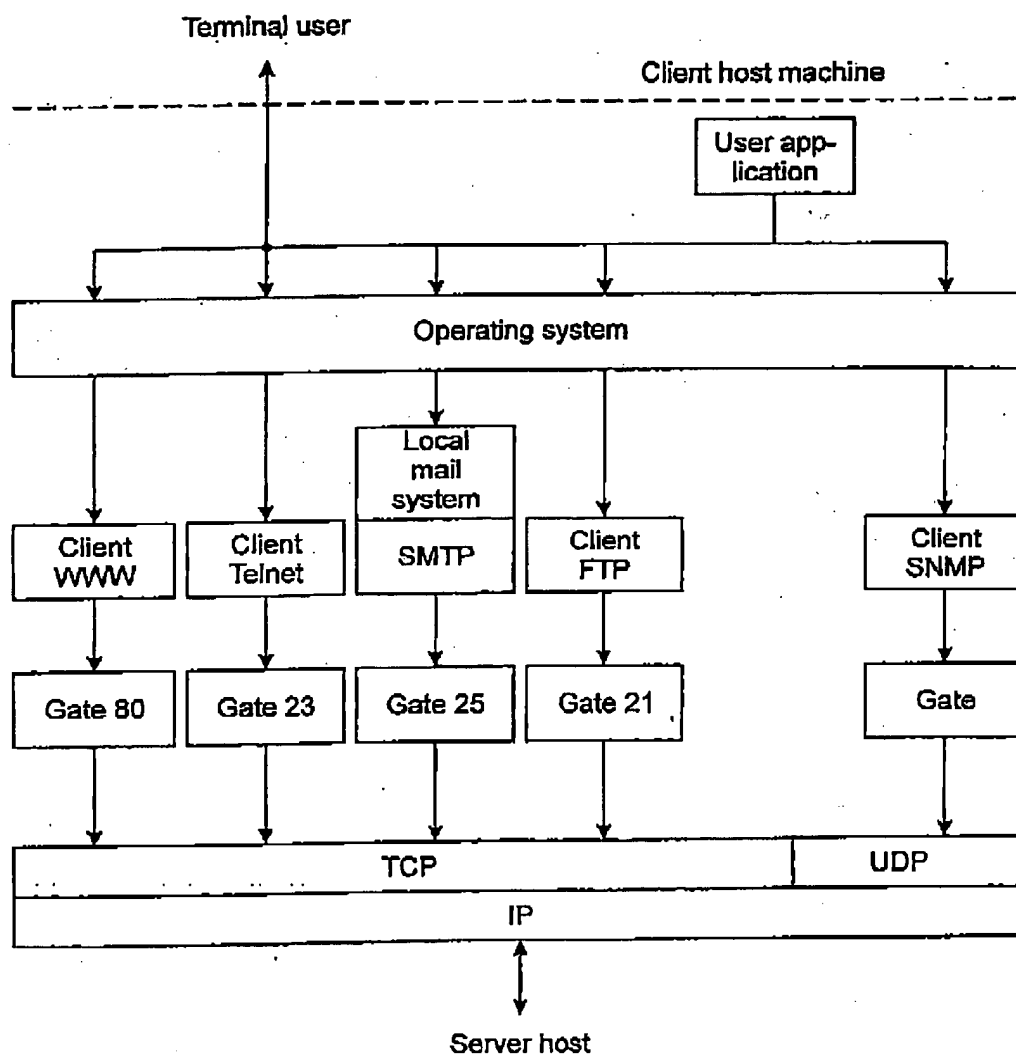 Terminal user
Client host machine
User app-
lication
Operating system
Local
mail
system
Client
WWW
Client
Telnet
SMTP
Client
FTP
Client
SNMP
Gate 80
Gate 23
Gate 25
Gate 21
Gate
TCP
UDP
IP
Server host